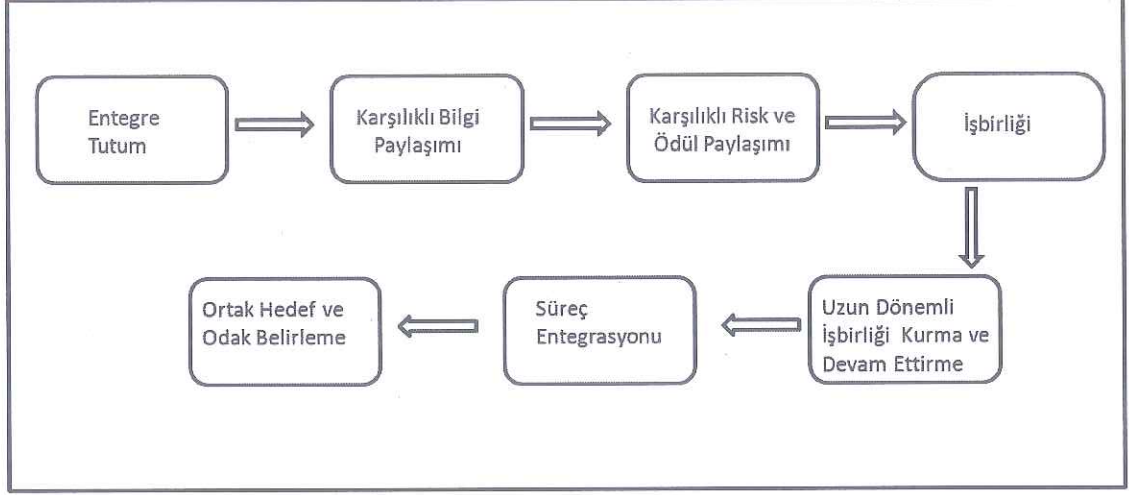 Entegre
Tutum
Karşılıklı Bilgi
Paylaşımı
Karşılıklı Risk ve
Ödül Paylaşımı
İşbirliği
Uzun Dönemli
İşbirliği Kurma ve
Devam Ettirme
Süreç
Entegrasyonu
Ortak Hedef ve
Odak Belirleme